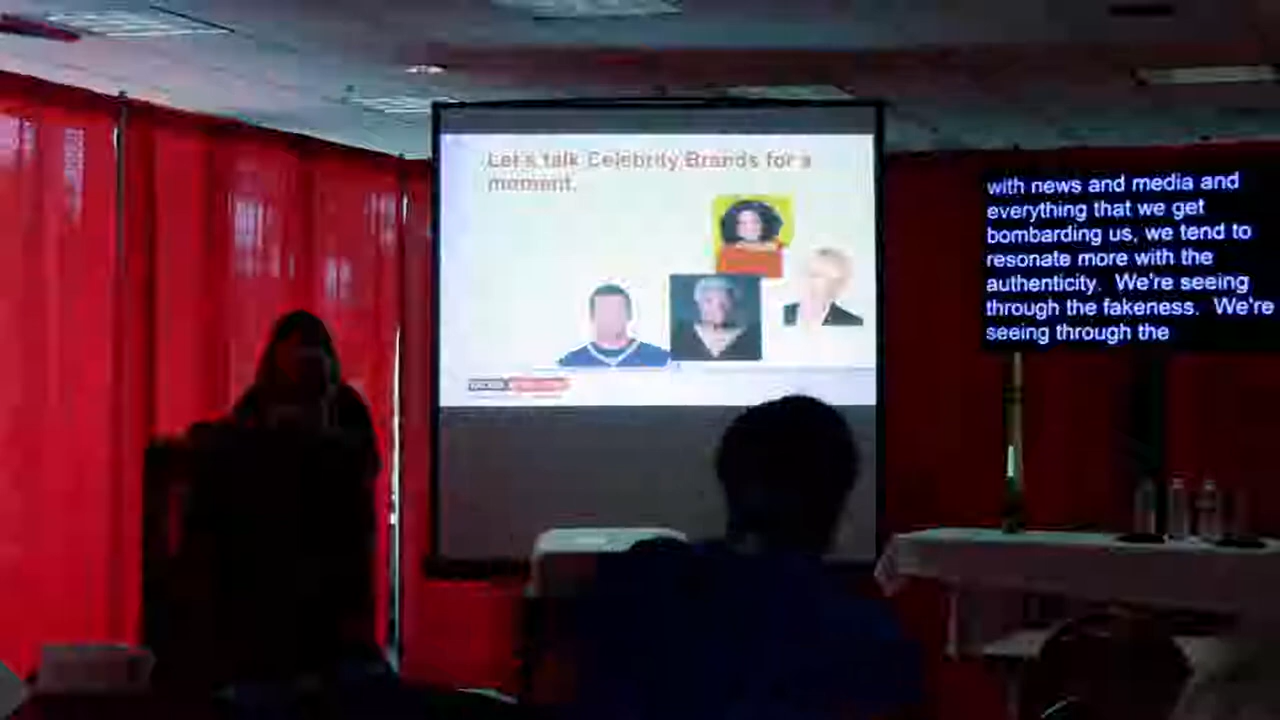 Let's talk Celebrity Brands for a
moment.
with news and media and
everything that we get
bombarding us, we tend to
resonate more with the
authenticity.  We're seeing
through the fakeness.  We're
seeing through the